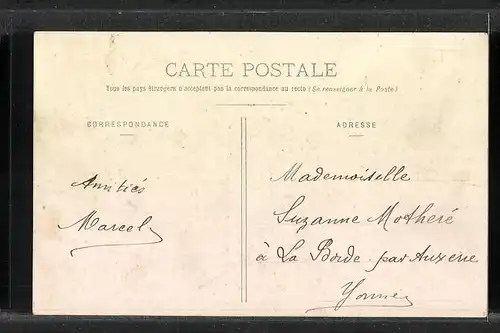 CARTE POSTALE
Tous les pays étrangers n'acceptent pas la correspondance au recto (Se renseigner à la Poste)
CORRESPONDANCE
Amitiés
Marcel
ADRESSE
Mademoiselle
Suzanne Motheré
à La Borde par Auxerre
Yonne